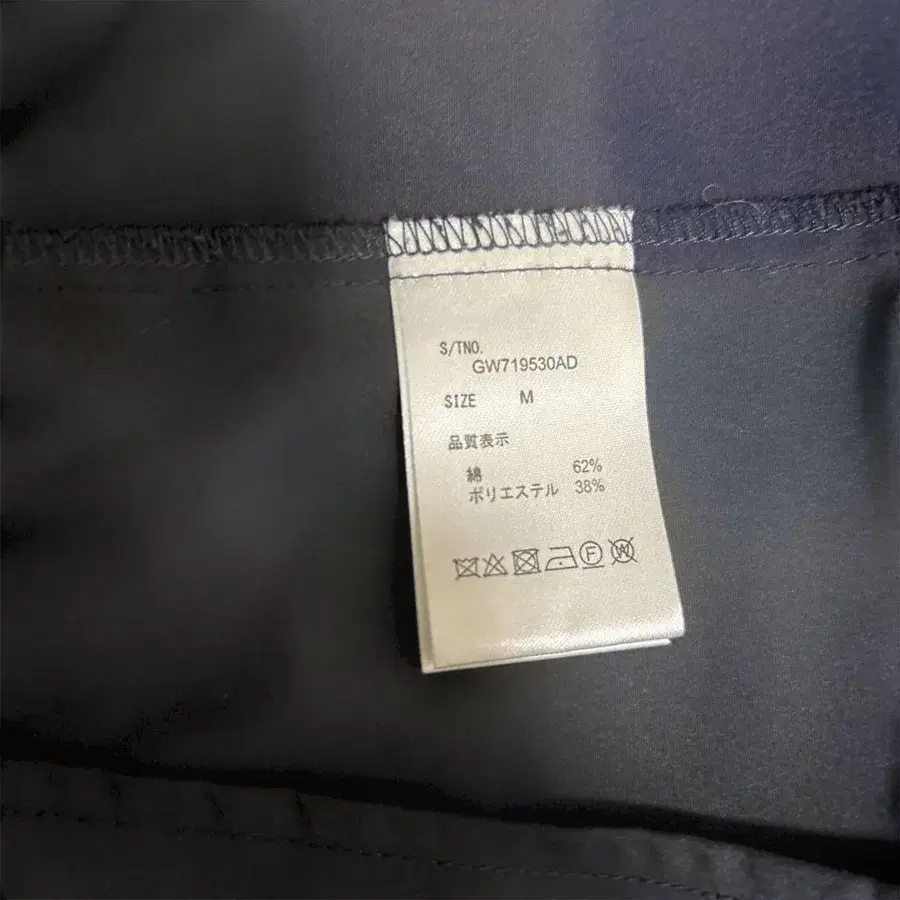 S/TNO.
GW719530AD
SIZE M
品質表示
綿 62%
ポリエステル 38%
F W